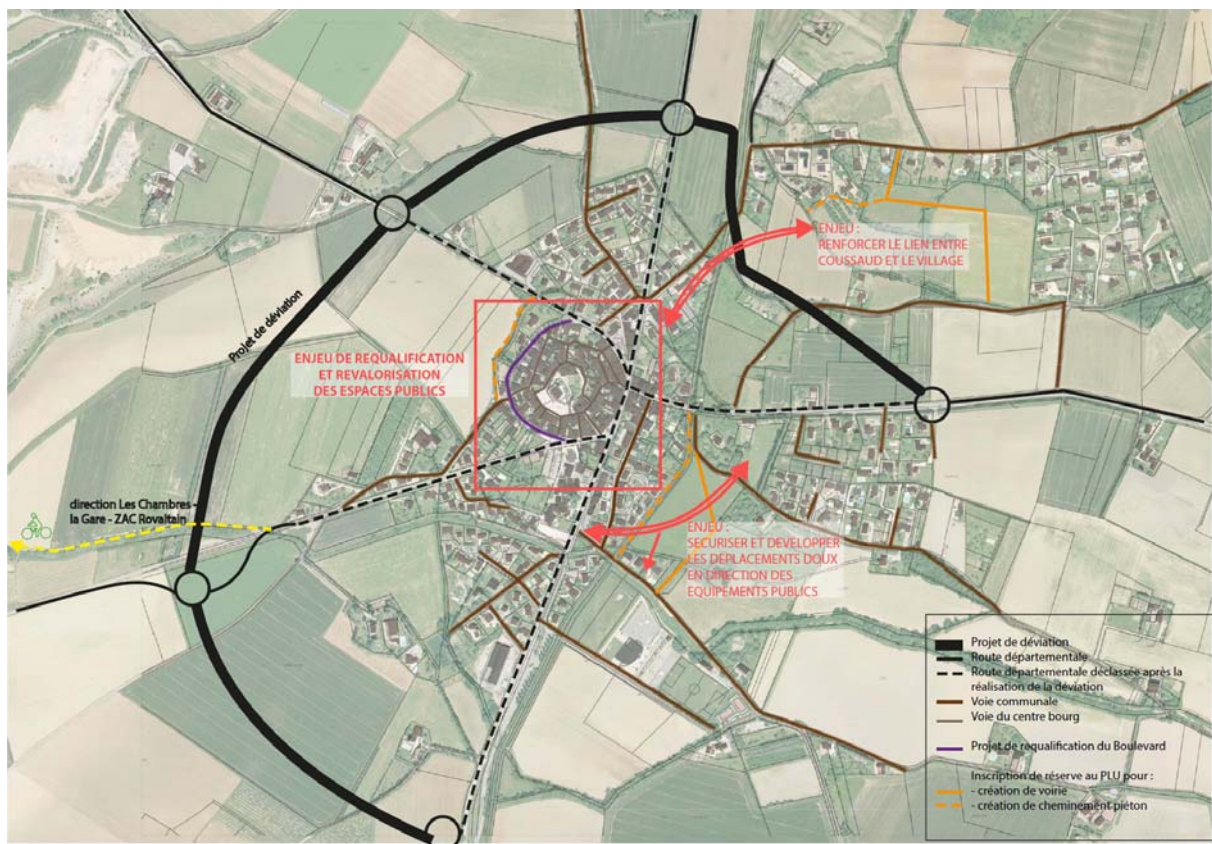 ENJEU :
RENFORCER LE LIEN ENTRE
COUSSAUD ET LE VILLAGE
Projet de déviation
ENJEU DE REQUALIFICATION
ET REVALORISATION
DES ESPACES PUBLICS
direction Les Chambres -
la Gare - ZAC Rovaltain
ENJEU :
SECURISER ET DEVELOPPER
LES DEPLACEMENTS DOUX
EN DIRECTION DES
EQUIPEMENTS PUBLICS
Projet de déviation
Route départementale
Route départementale déclassée après la
réalisation de la déviation
Voie communale
Voie du centre bourg
Projet de requalification du Boulevard
Inscription de réserve au PLU pour :
- création de voirie
- création de cheminement piéton